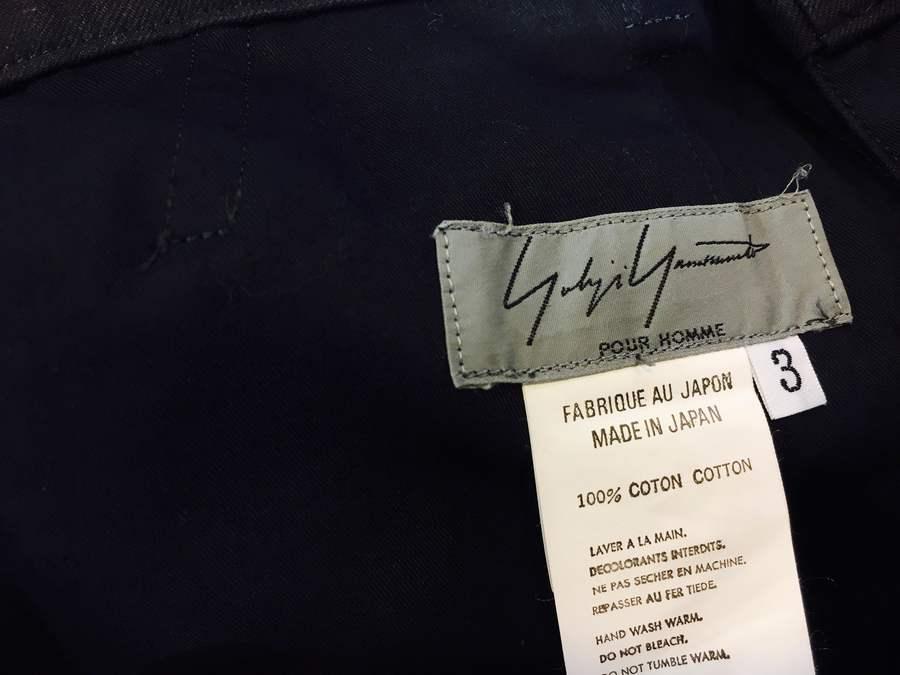 Yohji Yamamoto
POUR HOMME
3
FABRIQUE AU JAPON
MADE IN JAPAN
100% COTON COTTON
LAVER A LA MAIN.
DECOLORANTS INTERDITS.
NE PAS SECHER EN MACHINE.
REPASSER AU FER TIEDE.
HAND WASH WARM.
DO NOT BLEACH.
DO NOT TUMBLE WARM.